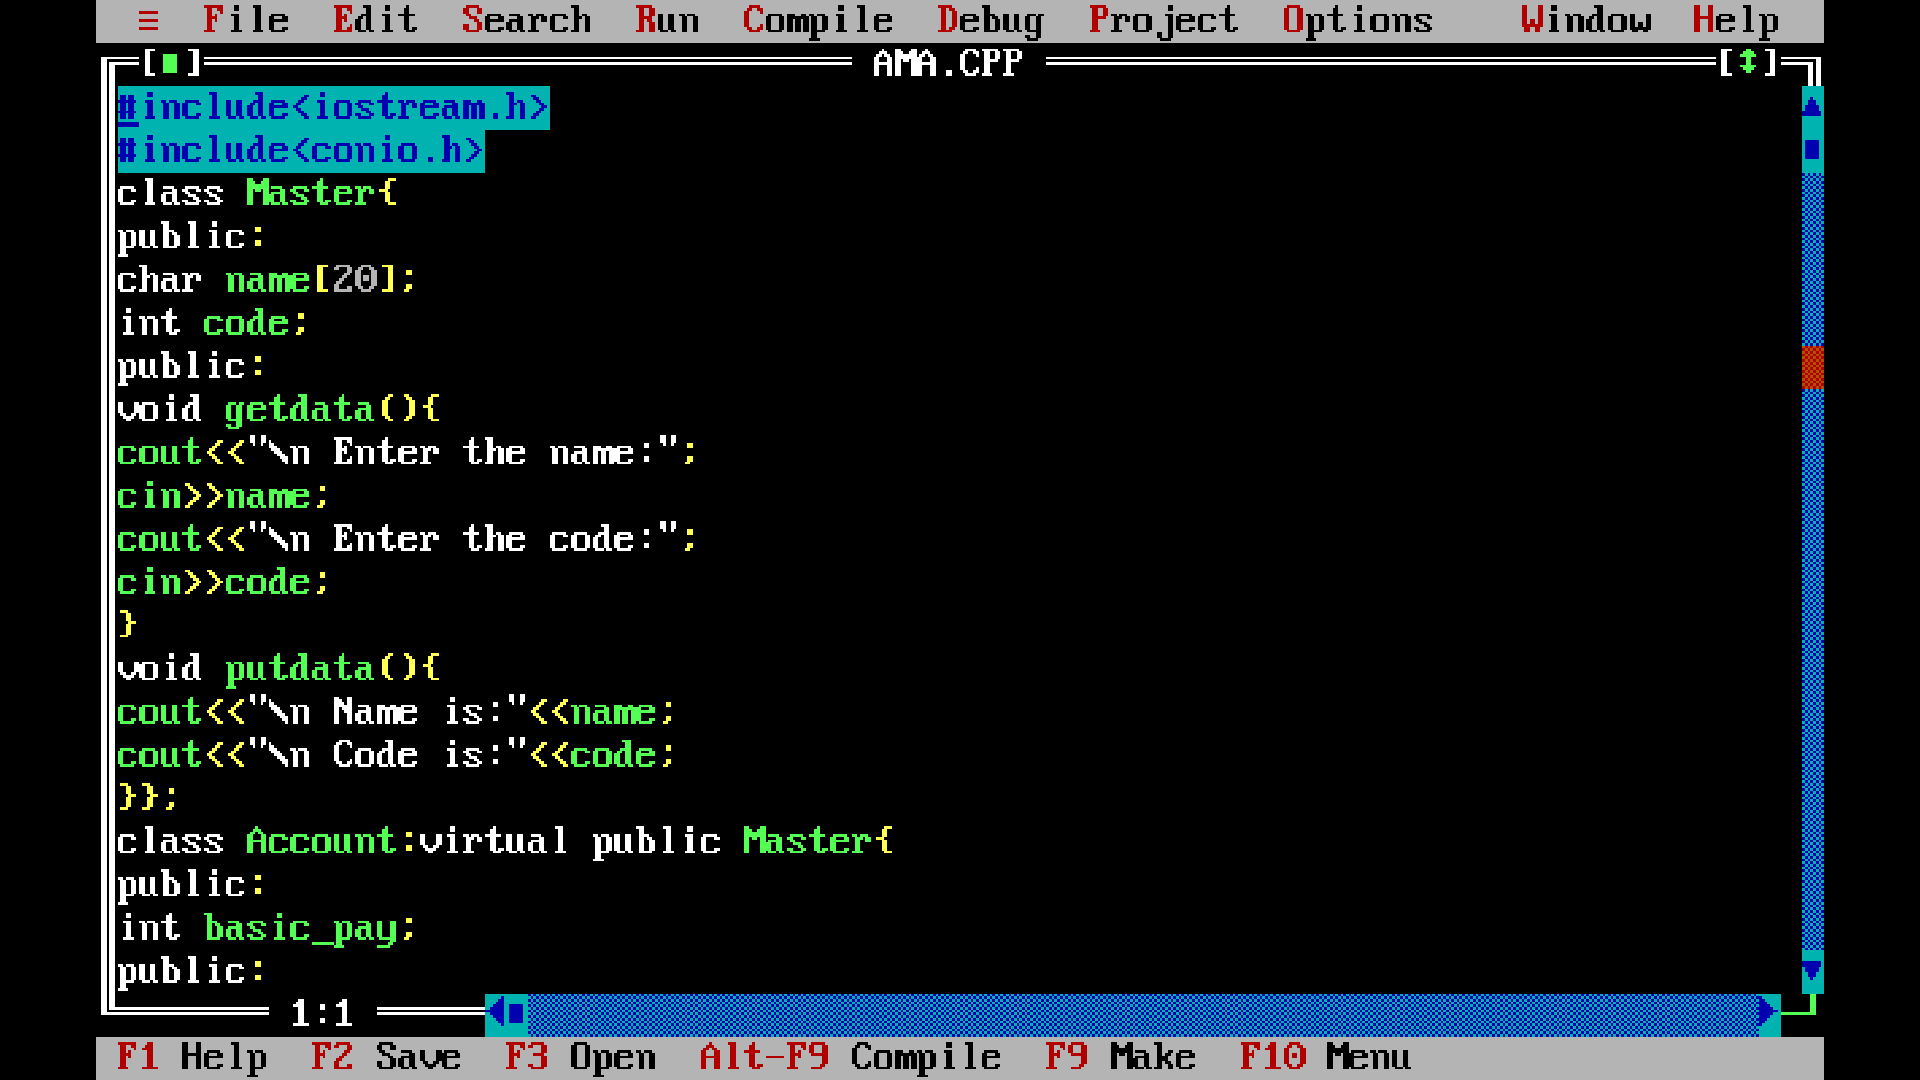 ≡ File Edit Search Run Compile Debug Project Options Window Help
[■] AMA.CPP [↕]
#include<iostream.h>
#include<conio.h>
class Master{
public:
char name[20];
int code;
public:
void getdata(){
cout<<"\n Enter the name:";
cin>>name;
cout<<"\n Enter the code:";
cin>>code;
}
void putdata(){
cout<<"\n Name is:"<<name;
cout<<"\n Code is:"<<code;
}};
class Account:virtual public Master{
public:
int basic_pay;
public:
1:1
F1 Help F2 Save F3 Open Alt-F9 Compile F9 Make F10 Menu